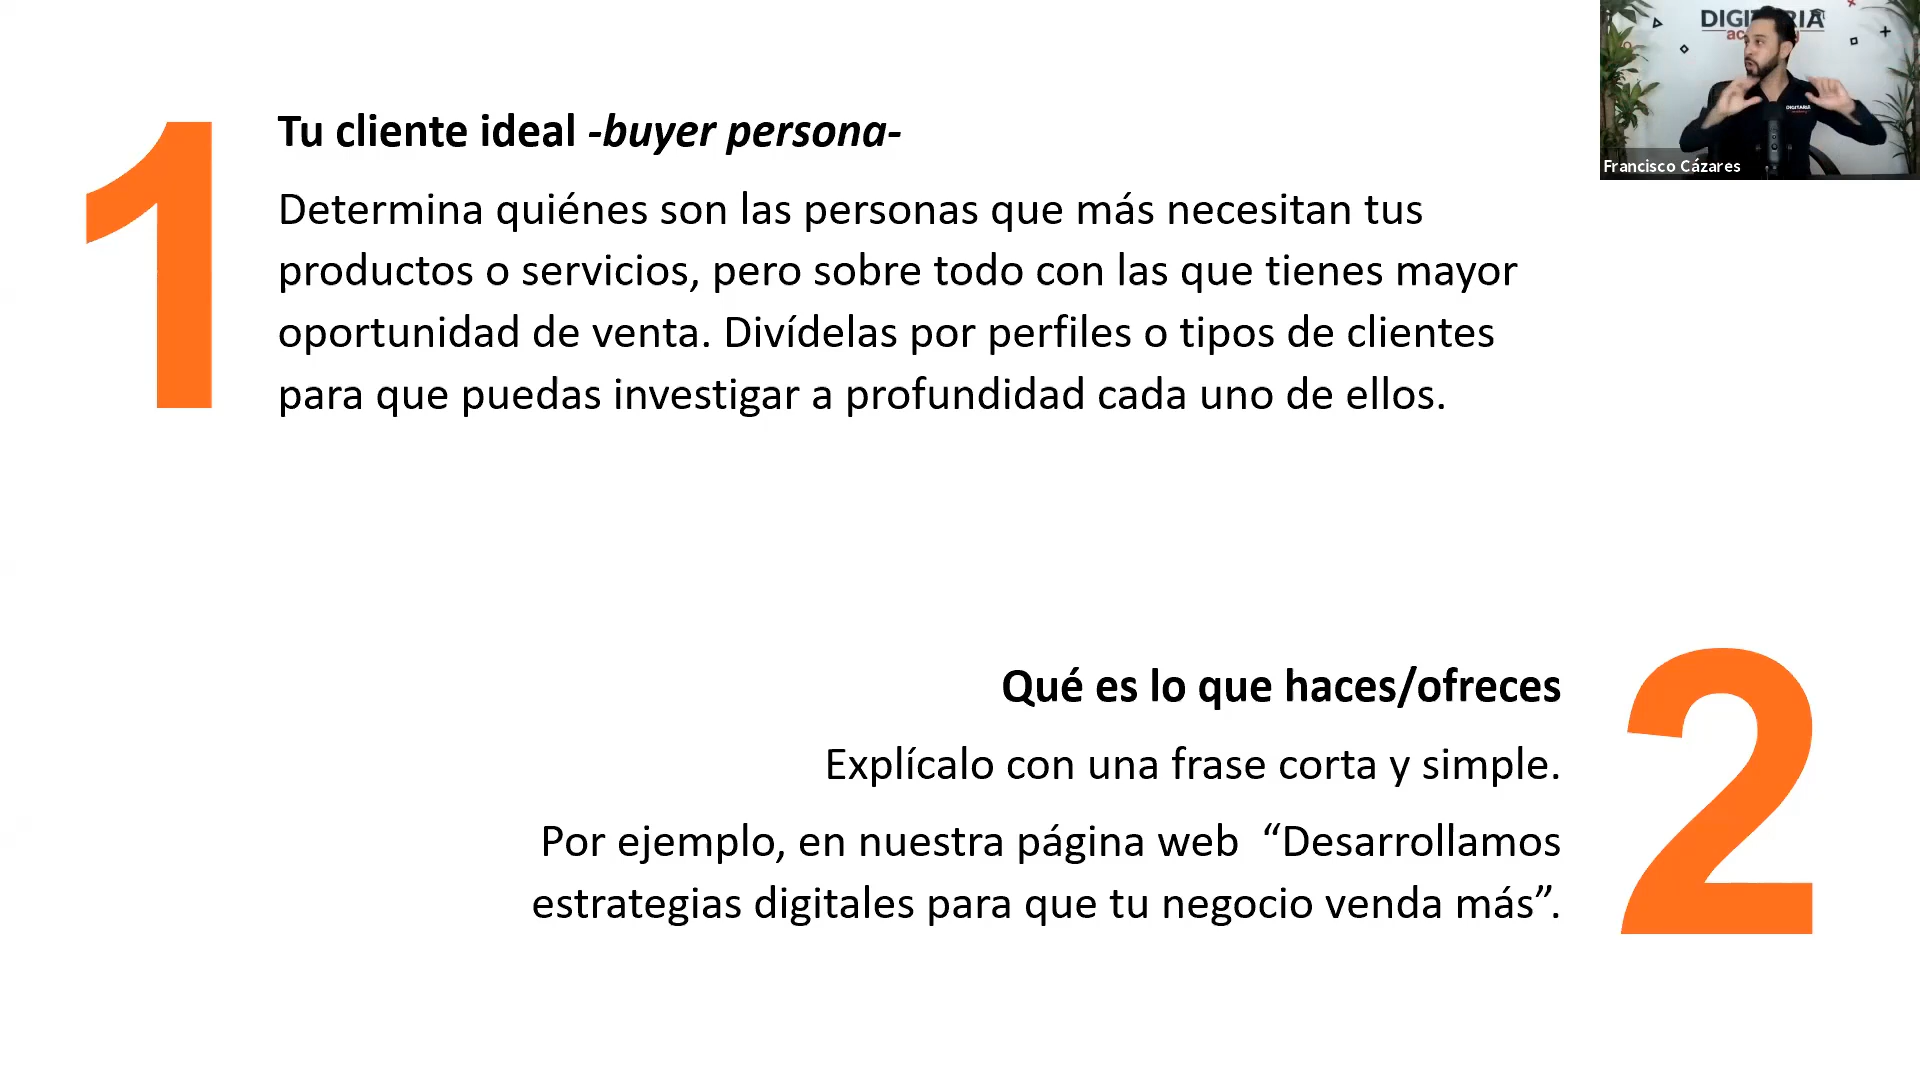 1
Tu cliente ideal -buyer persona-
Determina quiénes son las personas que más necesitan tus
productos o servicios, pero sobre todo con las que tienes mayor
oportunidad de venta. Divídelas por perfiles o tipos de clientes
para que puedas investigar a profundidad cada uno de ellos.
Francisco Cázares
2
Qué es lo que haces/ofreces
Explícalo con una frase corta y simple.
Por ejemplo, en nuestra página web “Desarrollamos
estrategias digitales para que tu negocio venda más”.